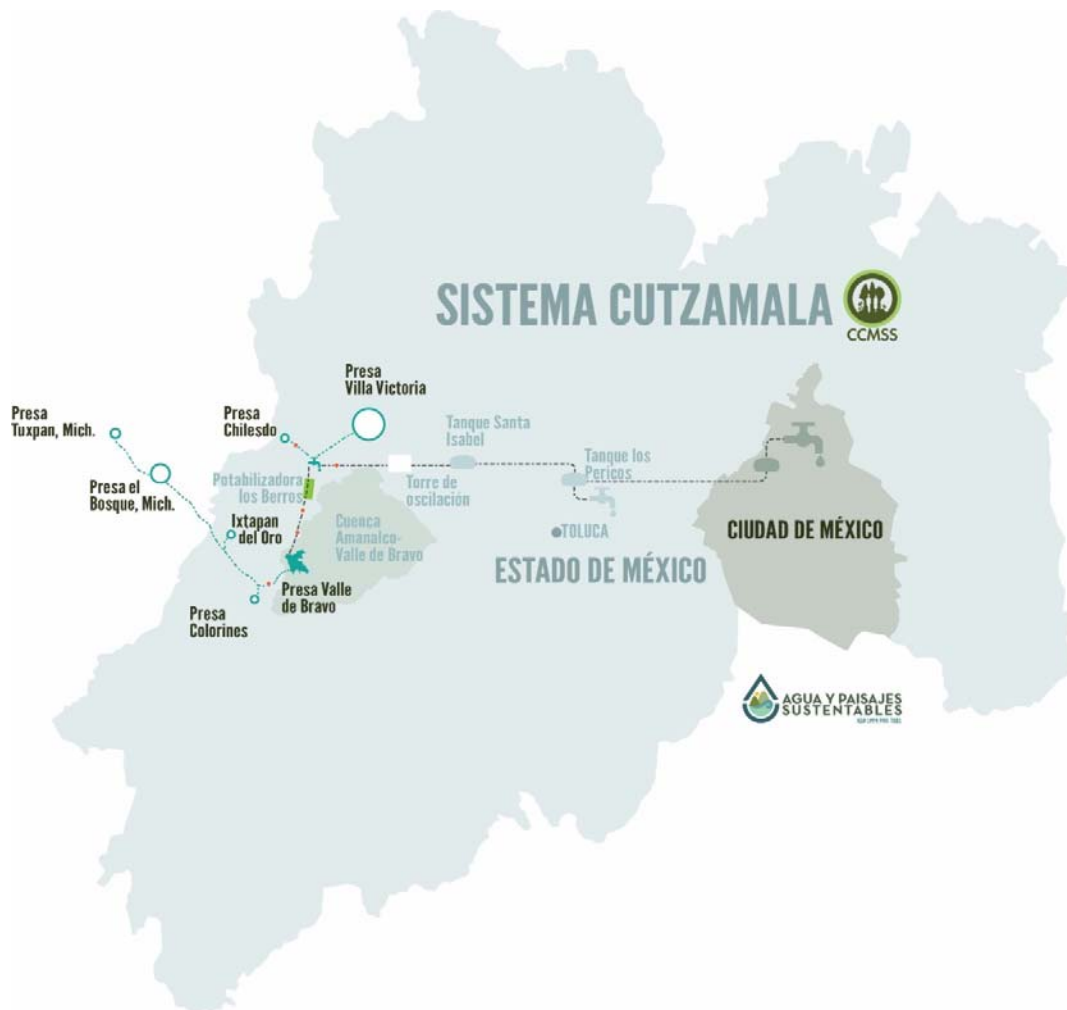 SISTEMA CUTZAMALA
CCMSS
Presa
Villa Victoria
Presa
Tuxpan, Mich.
Presa
Chilesdo
Tanque Santa
Isabel
Tanque los
Pericos
Presa el
Bosque, Mich.
Potabilizadora
los Berros
Torre de
oscilación
Ixtapan
del Oro
Cuenca
Amanalco-
Valle de Bravo
TOLUCA
CIUDAD DE MÉXICO
ESTADO DE MÉXICO
Presa Valle
de Bravo
Presa
Colorines
AGUA Y PAISAJES
SUSTENTABLES